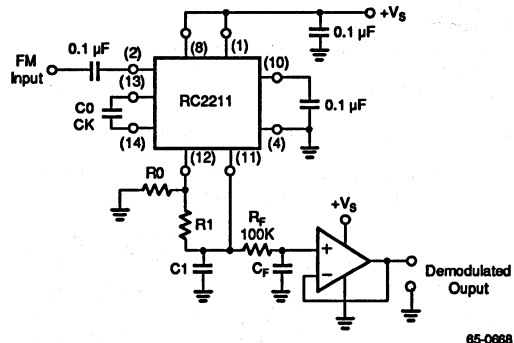 +VS
0.1 μF
(8) (1)
FM
Input
0.1 μF
(2)
(10)
(13)
C0
CK
RC2211
0.1 μF
(14)
(4)
(12) (11)
R0
R1
RF
100K
+VS
C1
CF
+
−
Demodulated
Ouput
65-0668